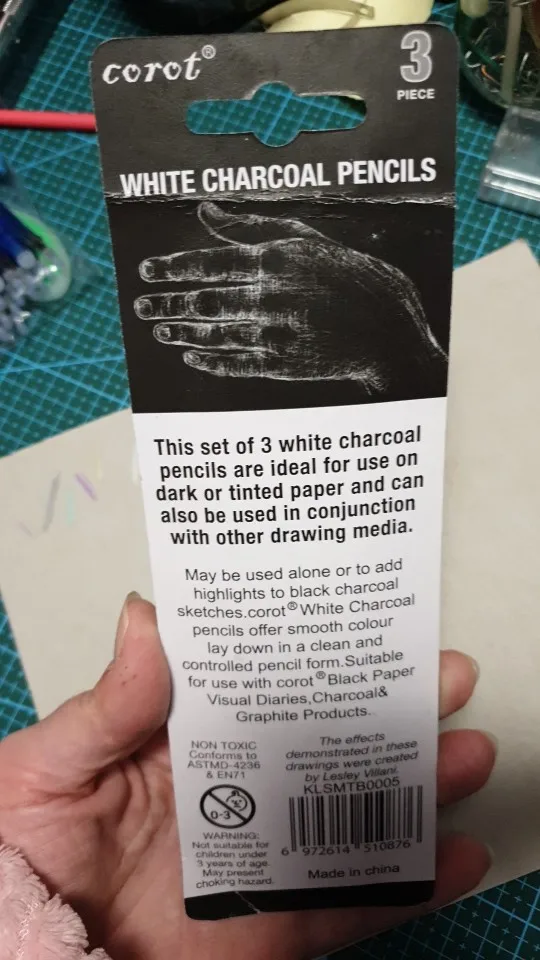 corot®
3
PIECE
WHITE CHARCOAL PENCILS
This set of 3 white charcoal
pencils are ideal for use on
dark or tinted paper and can
also be used in conjunction
with other drawing media.
May be used alone or to add
highlights to black charcoal
sketches.corot®White Charcoal
pencils offer smooth colour
lay down in a clean and
controlled pencil form.Suitable
for use with corot®Black Paper
Visual Diaries,Charcoal&
Graphite Products.
NON TOXIC
Conforms to
ASTMD-4236
& EN71
0-3
WARNING:
Not suitable for
children under
3 years of age.
May present
choking hazard.
The effects
demonstrated in these
drawings were created
by Lesley Villani.
KLSMTB0005
6 972614 510876
Made in china